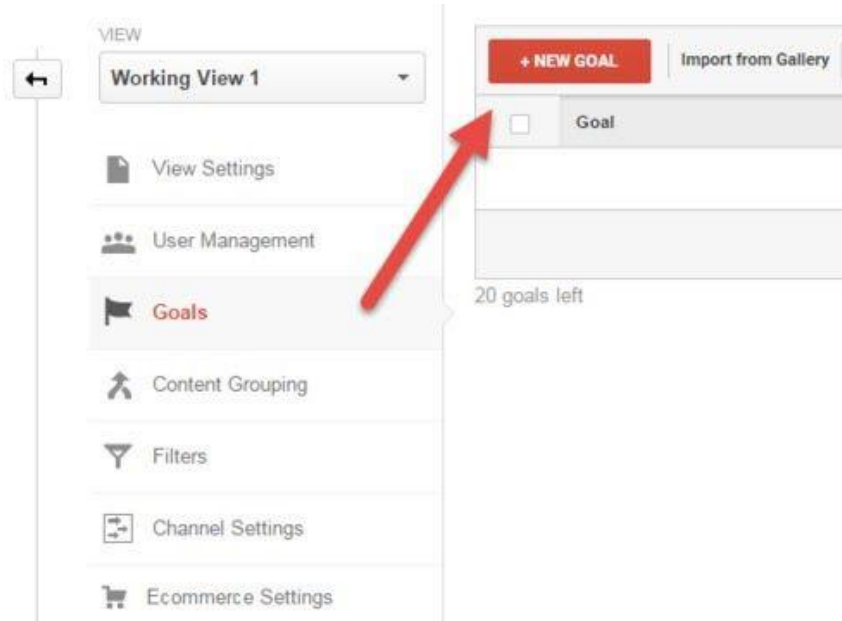 VIEW
Working View 1
View Settings
User Management
Goals
Content Grouping
Filters
Channel Settings
Ecommerce Settings
+ NEW GOAL
Import from Gallery
Goal
20 goals left